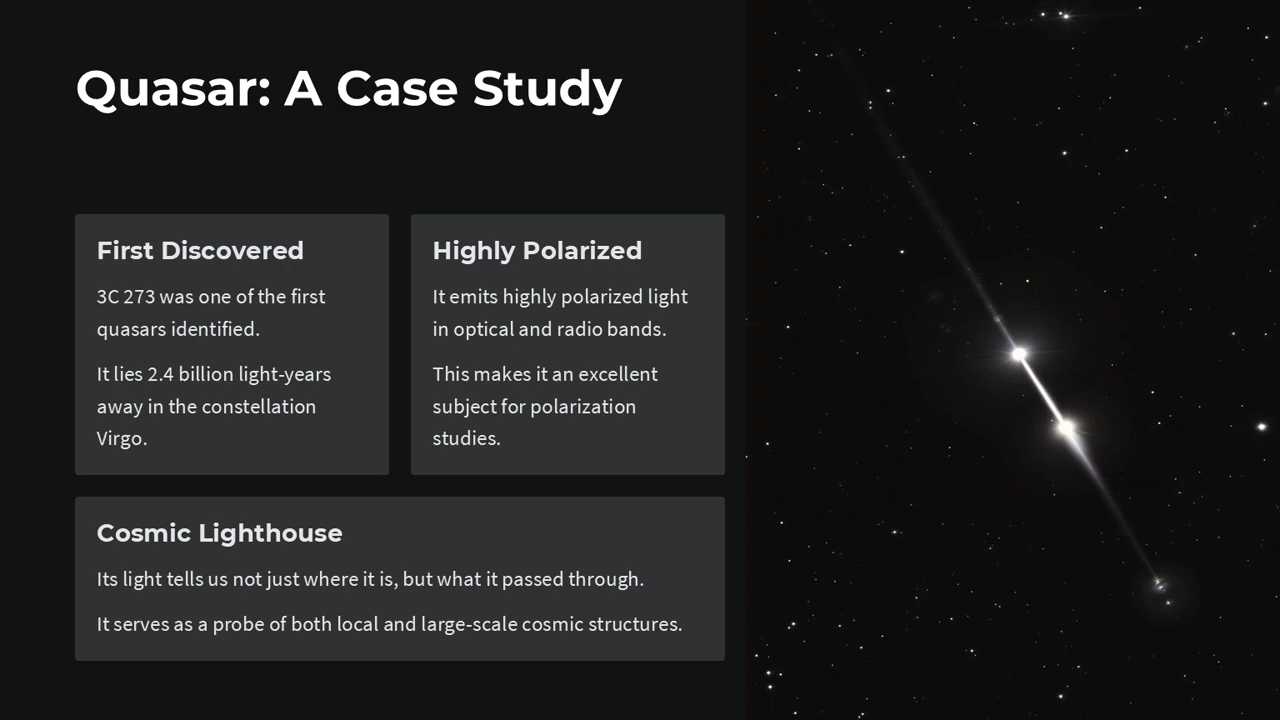 Quasar: A Case Study
First Discovered
3C 273 was one of the first
quasars identified.
It lies 2.4 billion light-years
away in the constellation
Virgo.
Highly Polarized
It emits highly polarized light
in optical and radio bands.
This makes it an excellent
subject for polarization
studies.
Cosmic Lighthouse
Its light tells us not just where it is, but what it passed through.
It serves as a probe of both local and large-scale cosmic structures.